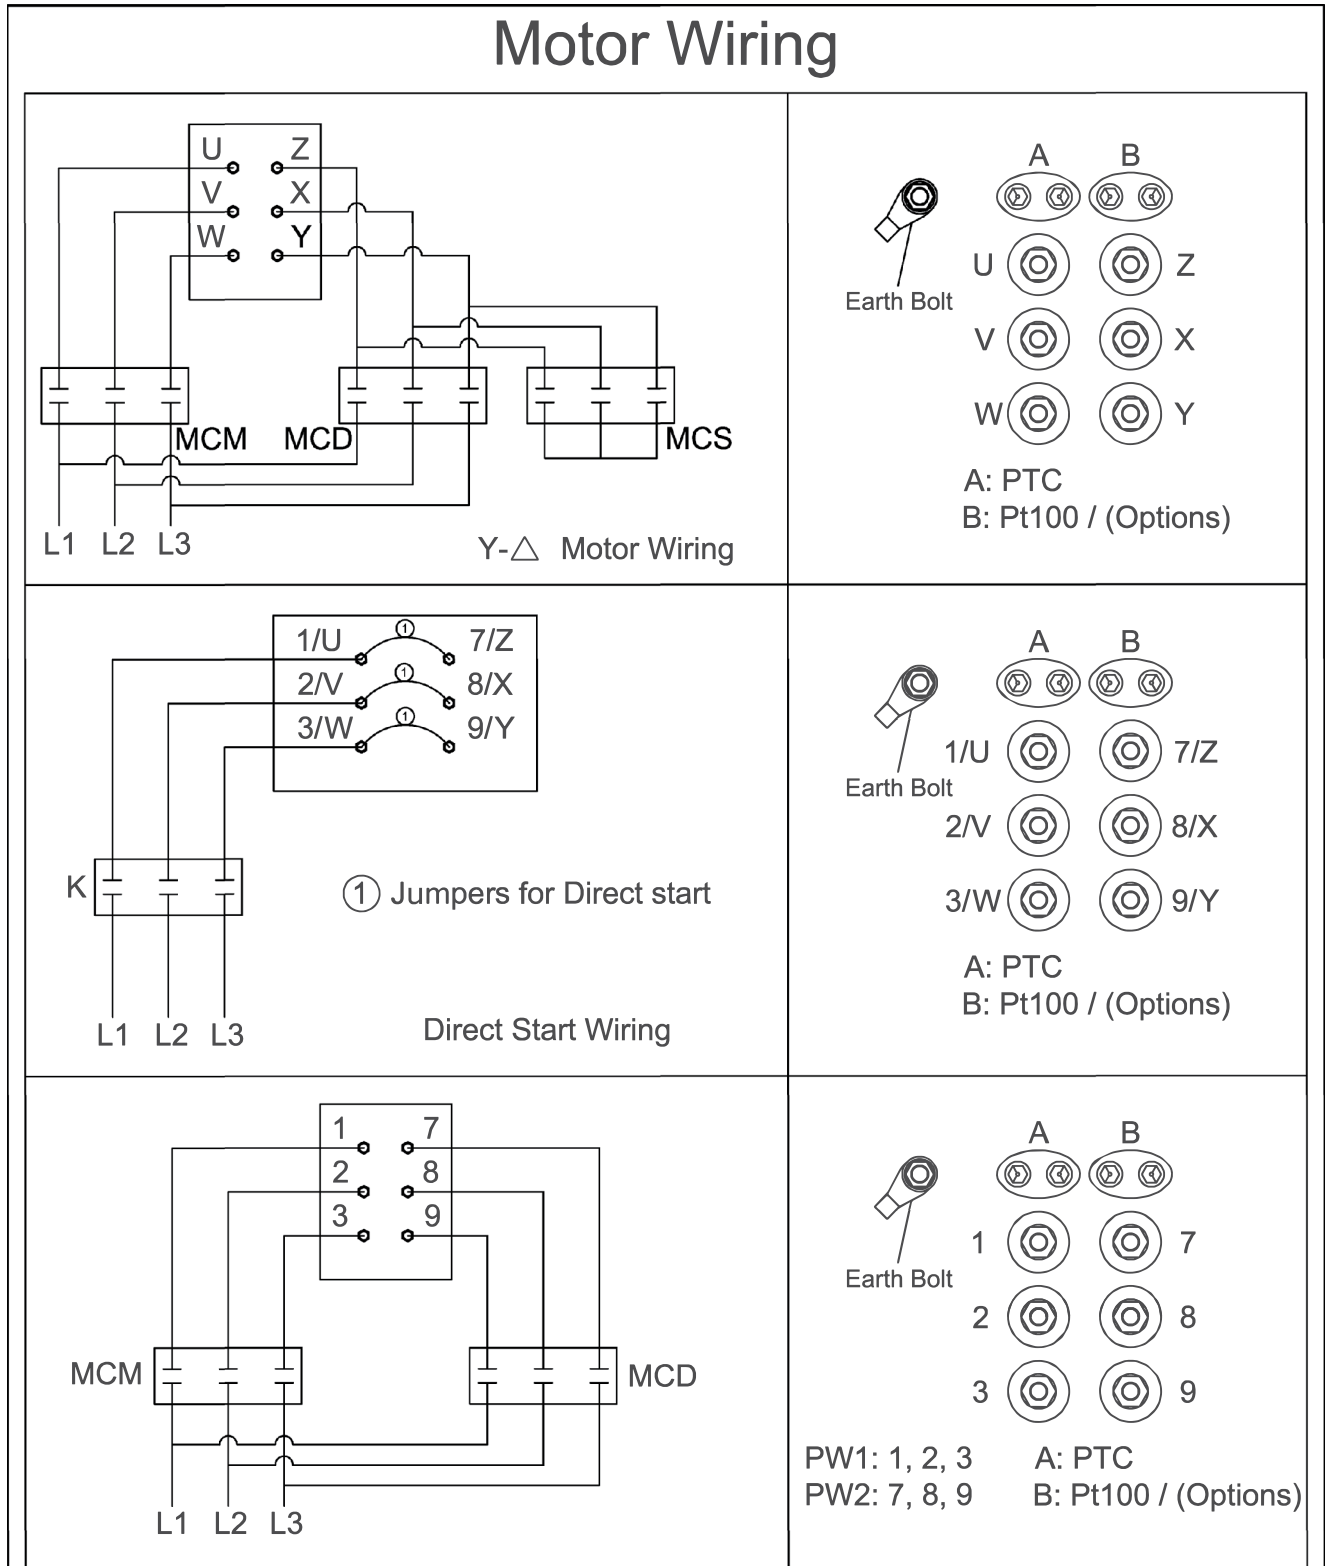 Motor Wiring
U Z
V X
W Y
MCM MCD MCS
L1 L2 L3
Y-△ Motor Wiring
A B
Earth Bolt
U Z
V X
W Y
A: PTC
B: Pt100 / (Options)
1/U 1 7/Z
2/V 1 8/X
3/W 1 9/Y
K
1 Jumpers for Direct start
L1 L2 L3
Direct Start Wiring
A B
Earth Bolt
1/U 7/Z
2/V 8/X
3/W 9/Y
A: PTC
B: Pt100 / (Options)
1 7
2 8
3 9
MCM MCD
L1 L2 L3
A B
Earth Bolt
1 7
2 8
3 9
PW1: 1, 2, 3 A: PTC
PW2: 7, 8, 9 B: Pt100 / (Options)